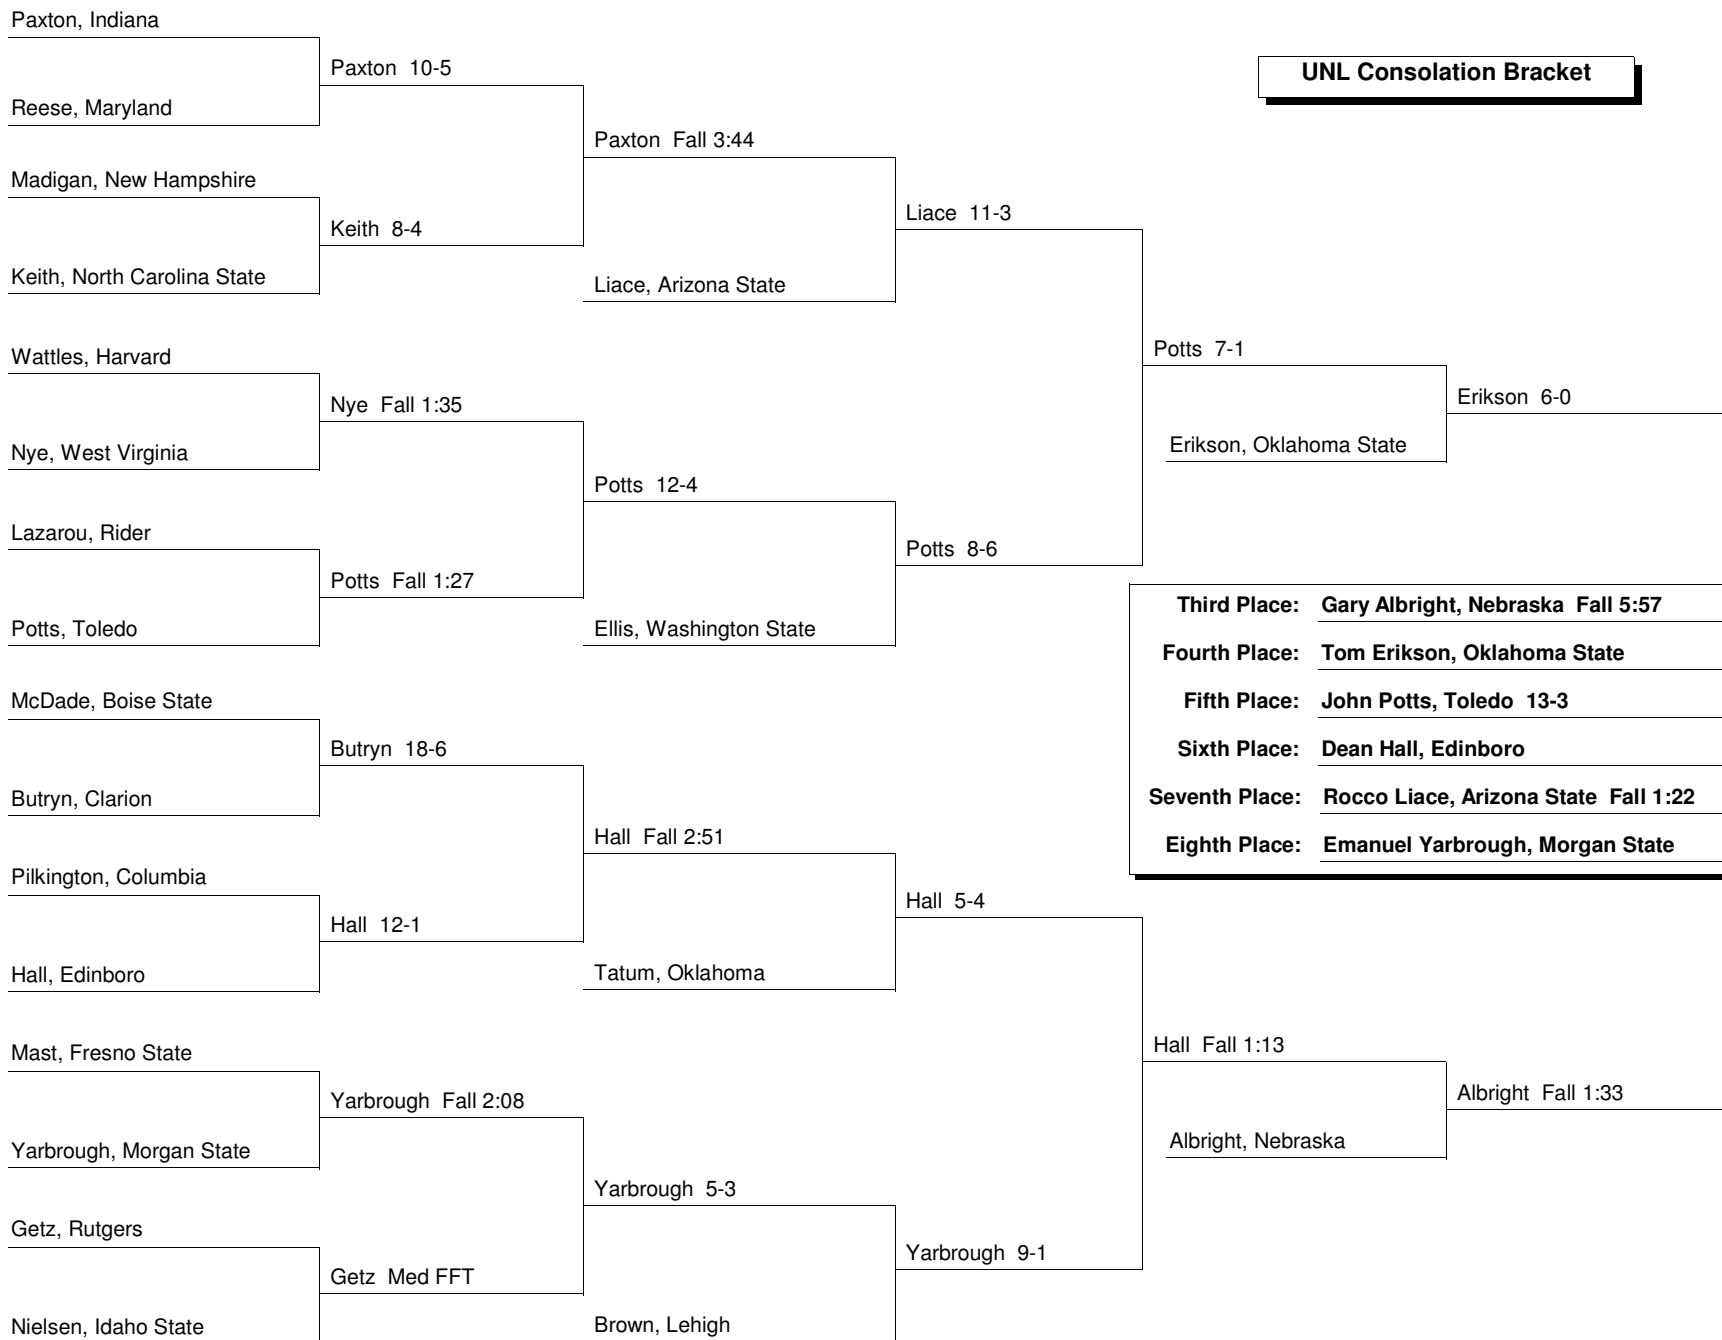 Paxton, Indiana
Paxton  10-5
UNL Consolation Bracket
Reese, Maryland
Paxton  Fall 3:44
Madigan, New Hampshire
Liace  11-3
Keith  8-4
Keith, North Carolina State
Liace, Arizona State
Wattles, Harvard
Potts  7-1
Nye  Fall 1:35
Erikson  6-0
Nye, West Virginia
Erikson, Oklahoma State
Potts  12-4
Lazarou, Rider
Potts  8-6
Potts  Fall 1:27
Third Place: Gary Albright, Nebraska  Fall 5:57
Potts, Toledo
Ellis, Washington State
Fourth Place: Tom Erikson, Oklahoma State
McDade, Boise State
Fifth Place: John Potts, Toledo  13-3
Butryn  18-6
Sixth Place: Dean Hall, Edinboro
Butryn, Clarion
Seventh Place: Rocco Liace, Arizona State  Fall 1:22
Hall  Fall 2:51
Eighth Place: Emanuel Yarbrough, Morgan State
Pilkington, Columbia
Hall  5-4
Hall  12-1
Hall, Edinboro
Tatum, Oklahoma
Mast, Fresno State
Hall  Fall 1:13
Yarbrough  Fall 2:08
Albright  Fall 1:33
Yarbrough, Morgan State
Albright, Nebraska
Yarbrough  5-3
Getz, Rutgers
Yarbrough  9-1
Getz  Med FFT
Nielsen, Idaho State
Brown, Lehigh